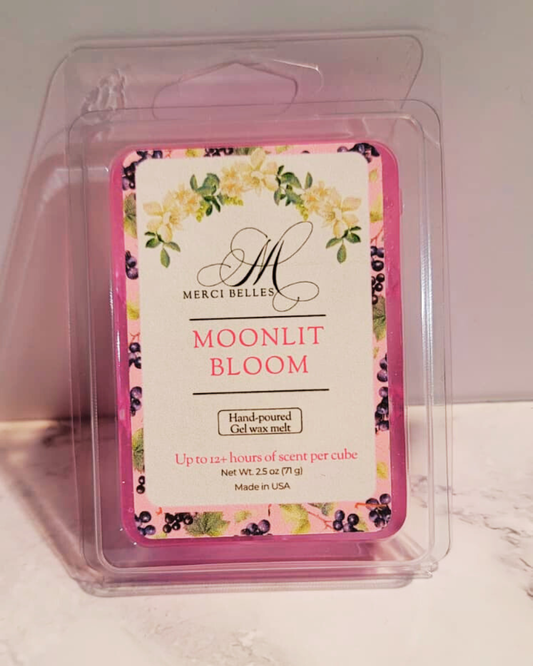 M
MERCI BELLES
MOONLIT
BLOOM
Hand-poured
Gel wax melt
Up to 12+ hours of scent per cube
Net Wt. 2.5 oz (71 g)
Made in USA